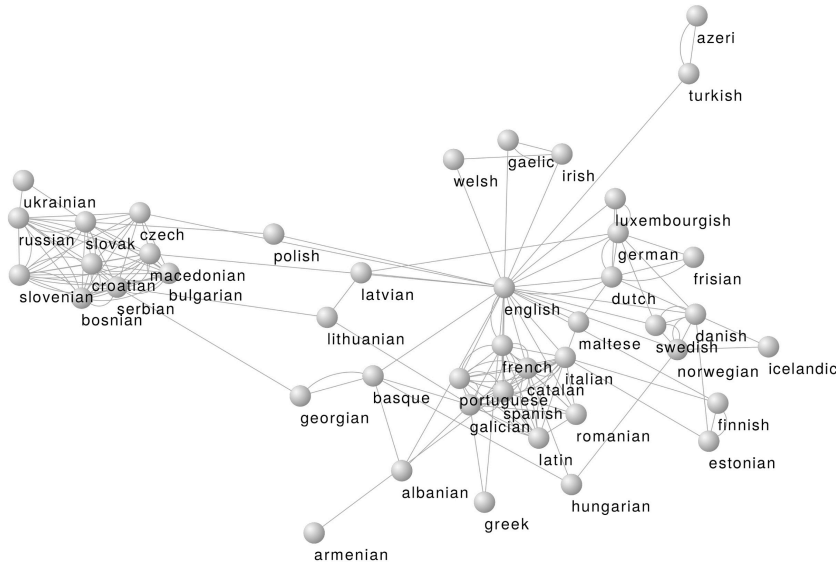 azeri
turkish
gaelic
welsh
irish
ukrainian
luxembourgish
russian
slovak
czech
polish
german
frisian
macedonian
slovenian
croatian
bulgarian
latvian
dutch
serbian
bosnian
english
lithuanian
maltese
danish
swedish
norwegian
icelandic
french
italian
georgian
basque
catalan
portuguese
spanish
galician
finnish
romanian
latin
estonian
albanian
hungarian
greek
armenian